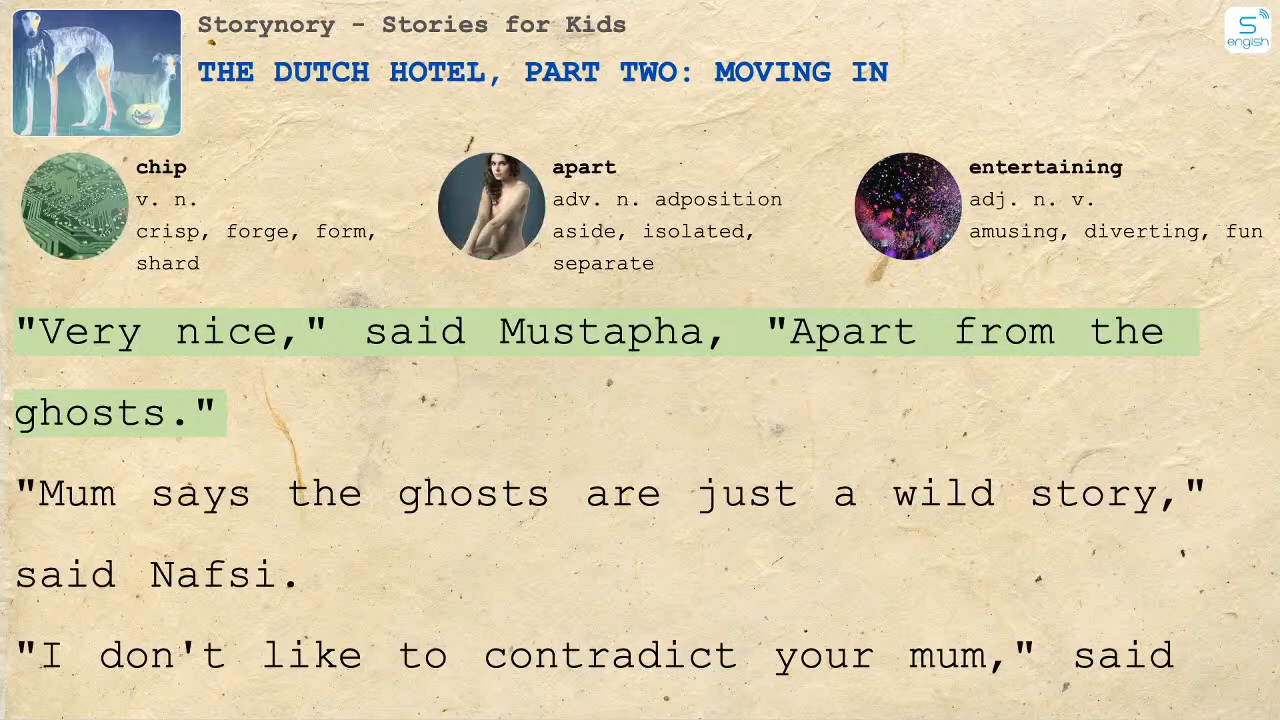 Storynory - Stories for Kids
THE DUTCH HOTEL, PART TWO: MOVING IN
S
english
chip
v. n.
crisp, forge, form,
shard
apart
adv. n. adposition
aside, isolated,
separate
entertaining
adj. n. v.
amusing, diverting, fun
"Very nice," said Mustapha, "Apart from the
ghosts."
"Mum says the ghosts are just a wild story,"
said Nafsi.
"I don't like to contradict your mum," said